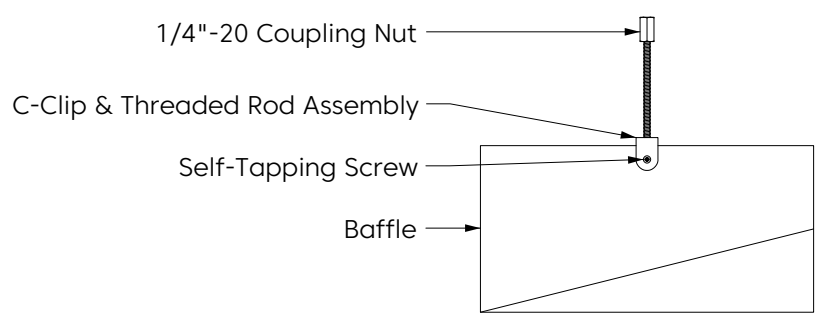 1/4"-20 Coupling Nut
C-Clip & Threaded Rod Assembly
Self-Tapping Screw
Baffle